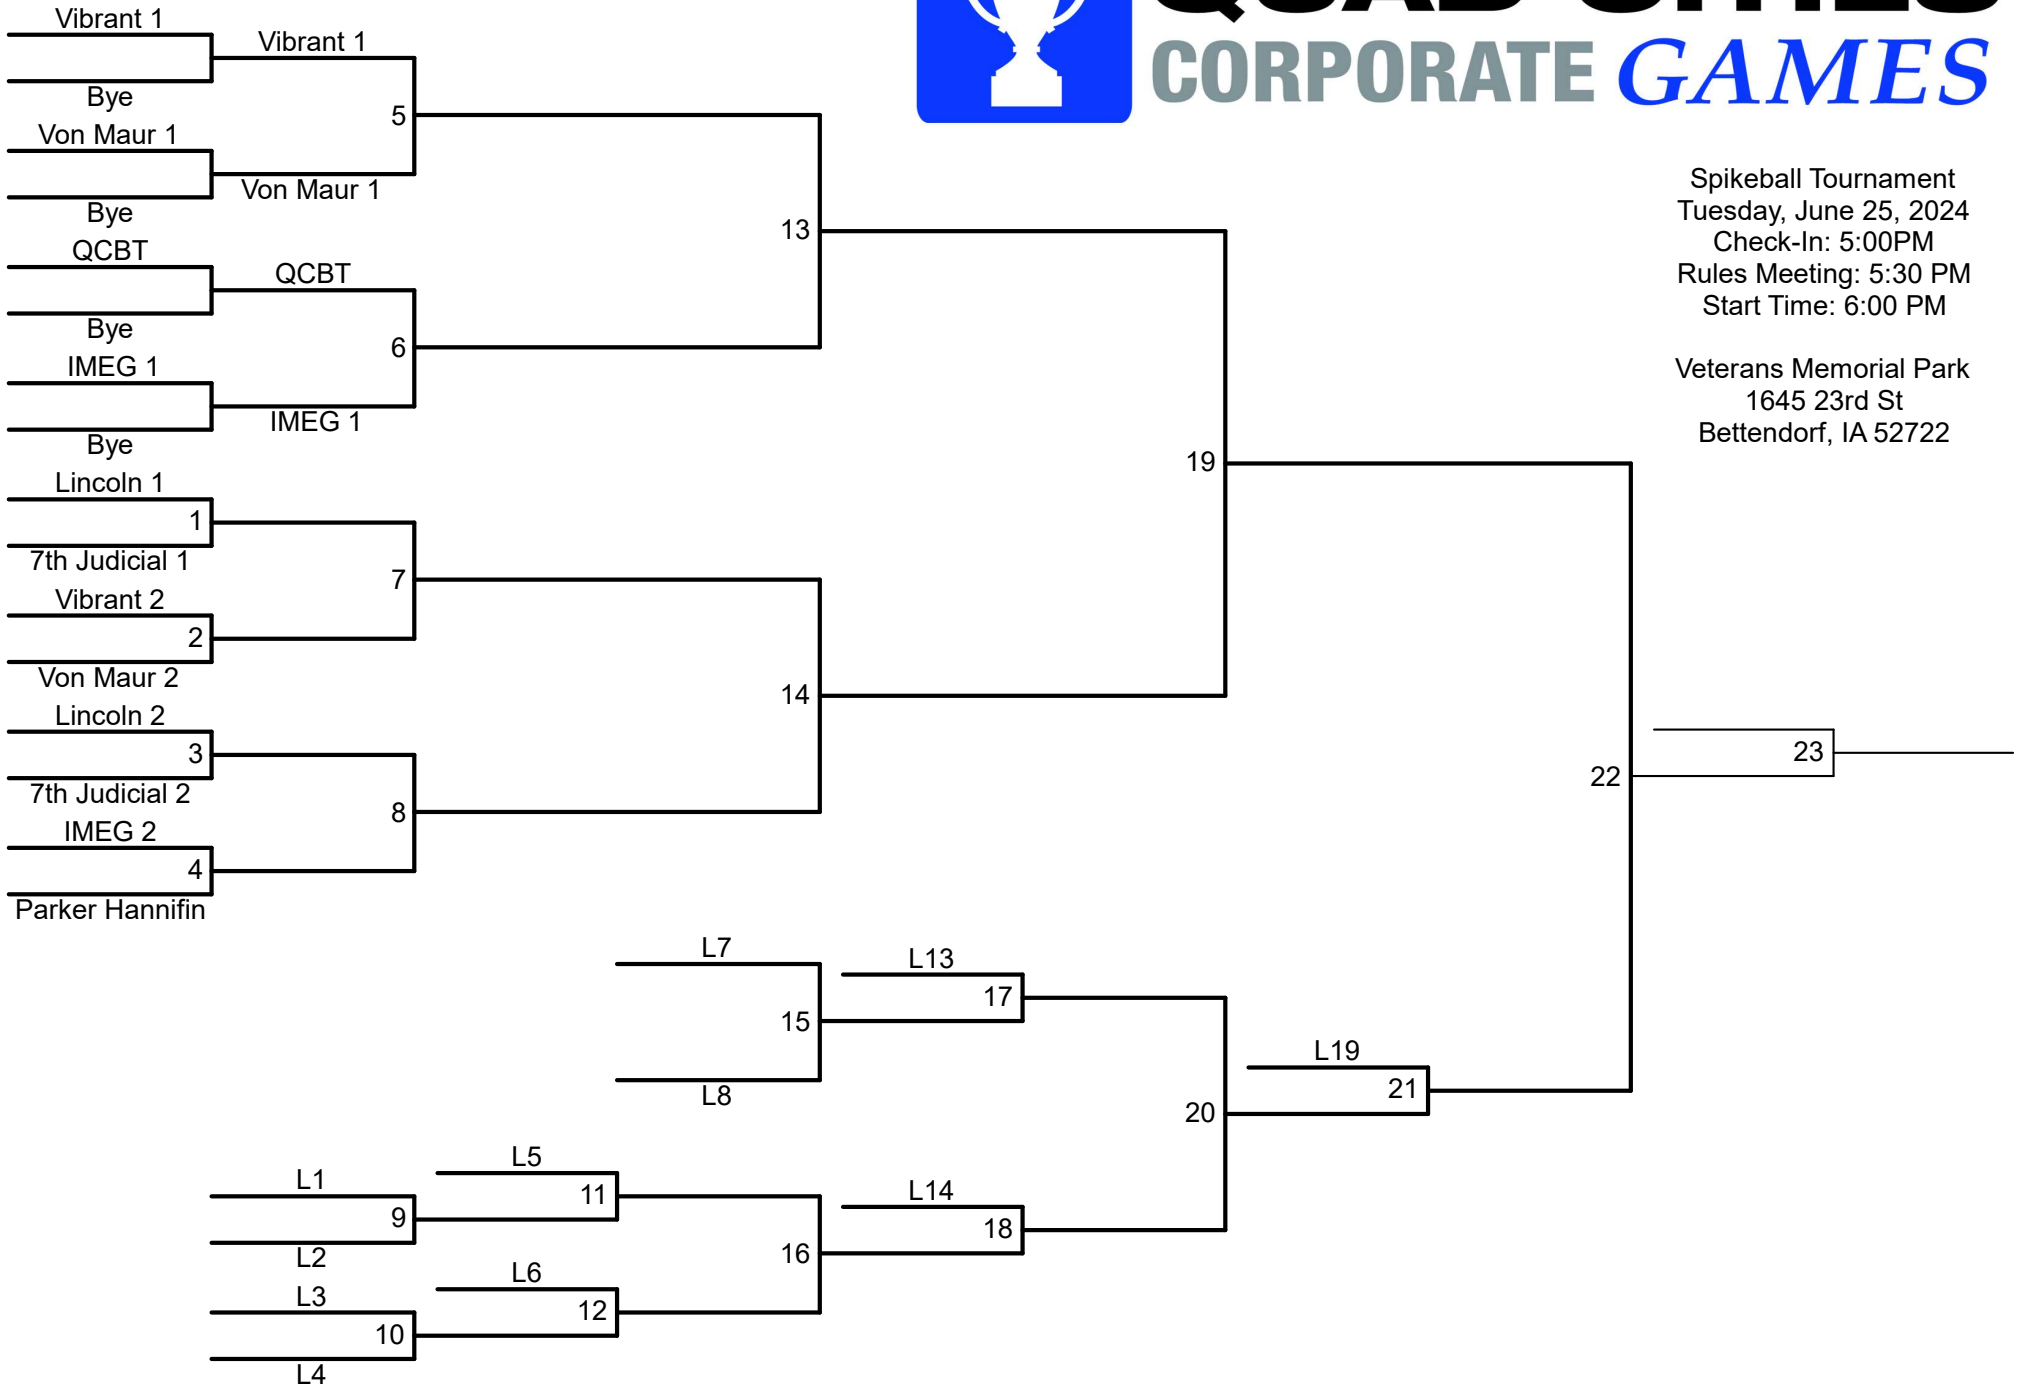 QUAD CITIES
CORPORATE GAMES
Spikeball Tournament
Tuesday, June 25, 2024
Check-In: 5:00PM
Rules Meeting: 5:30 PM
Start Time: 6:00 PM
Veterans Memorial Park
1645 23rd St
Bettendorf, IA 52722
Vibrant 1
Bye
Von Maur 1
Bye
QCBT
Bye
IMEG 1
Bye
Lincoln 1
1
7th Judicial 1
Vibrant 2
2
Von Maur 2
Lincoln 2
3
7th Judicial 2
IMEG 2
4
Parker Hannifin
Vibrant 1
5
Von Maur 1
QCBT
6
IMEG 1
7
8
13
14
19
22
23
L7
15
L8
L13
17
L19
21
20
L1
9
L2
L5
11
L3
10
L4
L6
12
16
L14
18